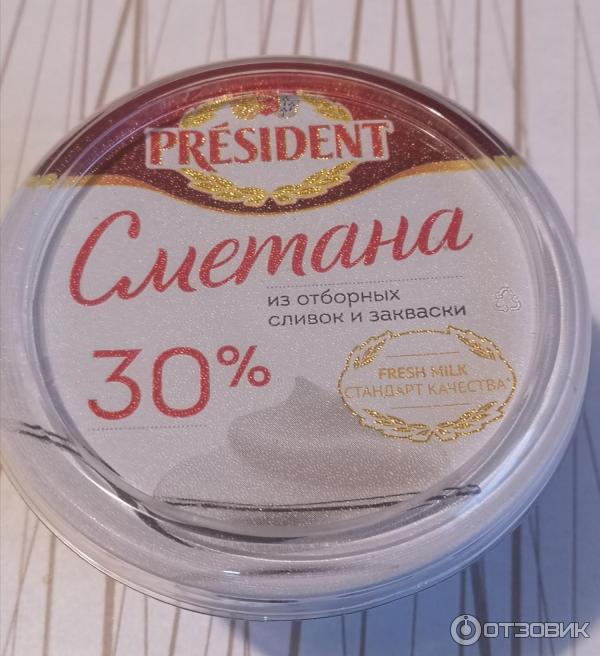 PRÉSIDENT
Сметана
из отборных
сливок и закваски
30%
FRESH MILK
СТАНДАРТ КАЧЕСТВА*
ОТЗОВИК